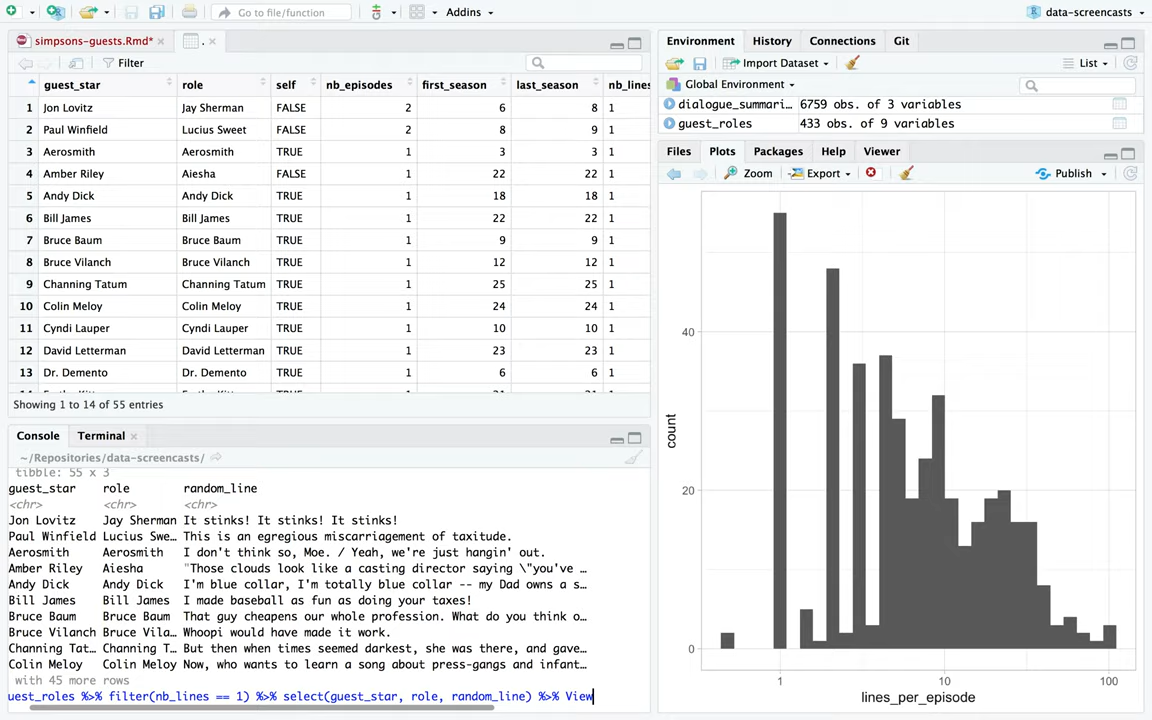 Go to file/function
Addins
data-screencasts
simpsons-guests.Rmd*
.
Filter
guest_star role self nb_episodes first_season last_season nb_lines
1 Jon Lovitz Jay Sherman FALSE 2 6 8 1
2 Paul Winfield Lucius Sweet FALSE 2 8 9 1
3 Aerosmith Aerosmith TRUE 1 3 3 1
4 Amber Riley Aiesha FALSE 1 22 22 1
5 Andy Dick Andy Dick TRUE 1 18 18 1
6 Bill James Bill James TRUE 1 22 22 1
7 Bruce Baum Bruce Baum TRUE 1 9 9 1
8 Bruce Vilanch Bruce Vilanch TRUE 1 12 12 1
9 Channing Tatum Channing Tatum TRUE 1 25 25 1
10 Colin Meloy Colin Meloy TRUE 1 24 24 1
11 Cyndi Lauper Cyndi Lauper TRUE 1 10 10 1
12 David Letterman David Letterman TRUE 1 23 23 1
13 Dr. Demento Dr. Demento TRUE 1 6 6 1
Showing 1 to 14 of 55 entries
Console Terminal
~/Repositories/data-screencasts/
tibble: 55 x 3
guest_star role random_line
<chr> <chr> <chr>
Jon Lovitz Jay Sherman It stinks! It stinks! It stinks!
Paul Winfield Lucius Swe… This is an egregious miscarriagement of taxitude.
Aerosmith Aerosmith I don't think so, Moe. / Yeah, we're just hangin' out.
Amber Riley Aiesha "Those clouds look like a casting director saying \"you've …
Andy Dick Andy Dick I'm blue collar, I'm totally blue collar -- my Dad owns a s…
Bill James Bill James I made baseball as fun as doing your taxes!
Bruce Baum Bruce Baum That guy cheapens our whole profession. What do you think o…
Bruce Vilanch Bruce Vila… Whoopi would have made it work.
Channing Tat… Channing T… But then when times seemed darkest, she was there, and gave…
Colin Meloy Colin Meloy Now, who wants to learn a song about press-gangs and infant…
with 45 more rows
uest_roles %>% filter(nb_lines == 1) %>% select(guest_star, role, random_line) %>% View
Environment History Connections Git
Import Dataset List
Global Environment
dialogue_summari… 6759 obs. of 3 variables
guest_roles 433 obs. of 9 variables
Files Plots Packages Help Viewer
Zoom Export Publish
count
40
20
0
1 10 100
lines_per_episode